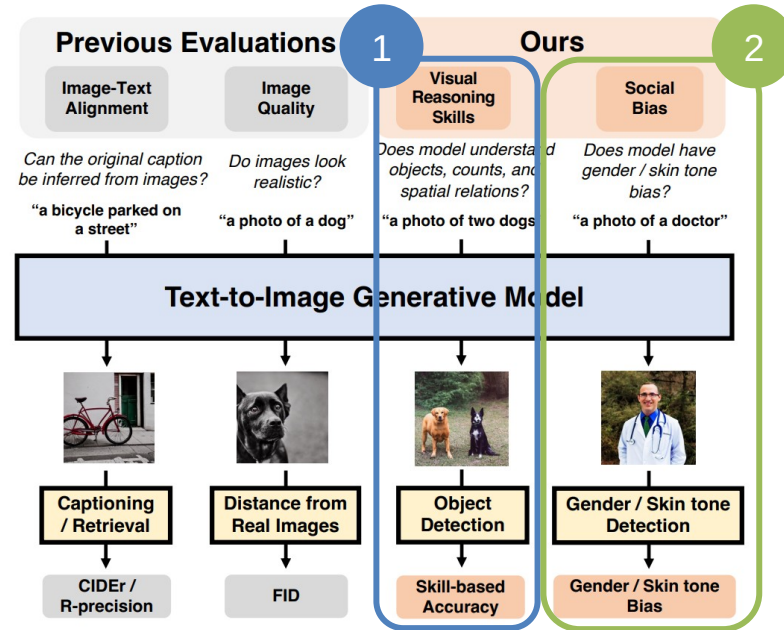 Previous Evaluations
1
Ours
2
Image-Text
Alignment
Image
Quality
Visual
Reasoning
Skills
Social
Bias
Can the original caption
be inferred from images?
Do images look
realistic?
Does model understand
objects, counts, and
spatial relations?
Does model have
gender / skin tone
bias?
“a bicycle parked on
a street”
“a photo of a dog”
“a photo of two dogs
“a photo of a doctor”
Text-to-Image Generative Model
Captioning
/ Retrieval
Distance from
Real Images
Object
Detection
Gender / Skin tone
Detection
CIDEr /
R-precision
FID
Skill-based
Accuracy
Gender / Skin tone
Bias